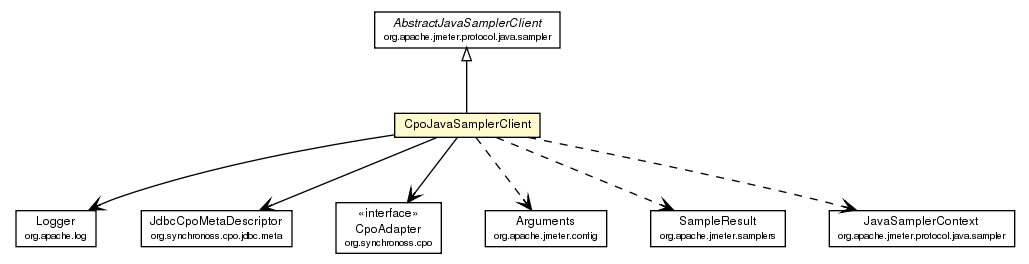 AbstractJavaSamplerClient
org.apache.jmeter.protocol.java.sampler
CpoJavaSamplerClient
Logger
org.apache.log
JdbcCpoMetaDescriptor
org.synchronoss.cpo.jdbc.meta
«interface»
CpoAdapter
org.synchronoss.cpo
Arguments
org.apache.jmeter.config
SampleResult
org.apache.jmeter.samplers
JavaSamplerContext
org.apache.jmeter.protocol.java.sampler